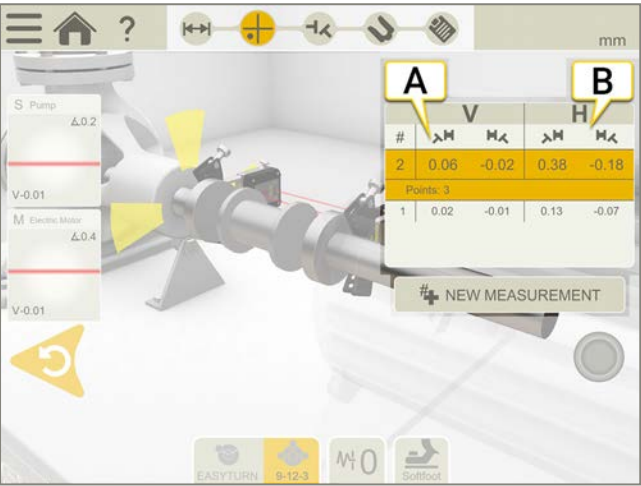 ?
mm
A
B
V H
#
2 0.06 -0.02 0.38 -0.18
Points: 3
1 0.02 -0.01 0.13 -0.07
NEW MEASUREMENT
S Pump
∡0.2
V-0.01
M Electric Motor
∡0.4
V-0.01
EASYTURN
9-12-3
0
Softfoot